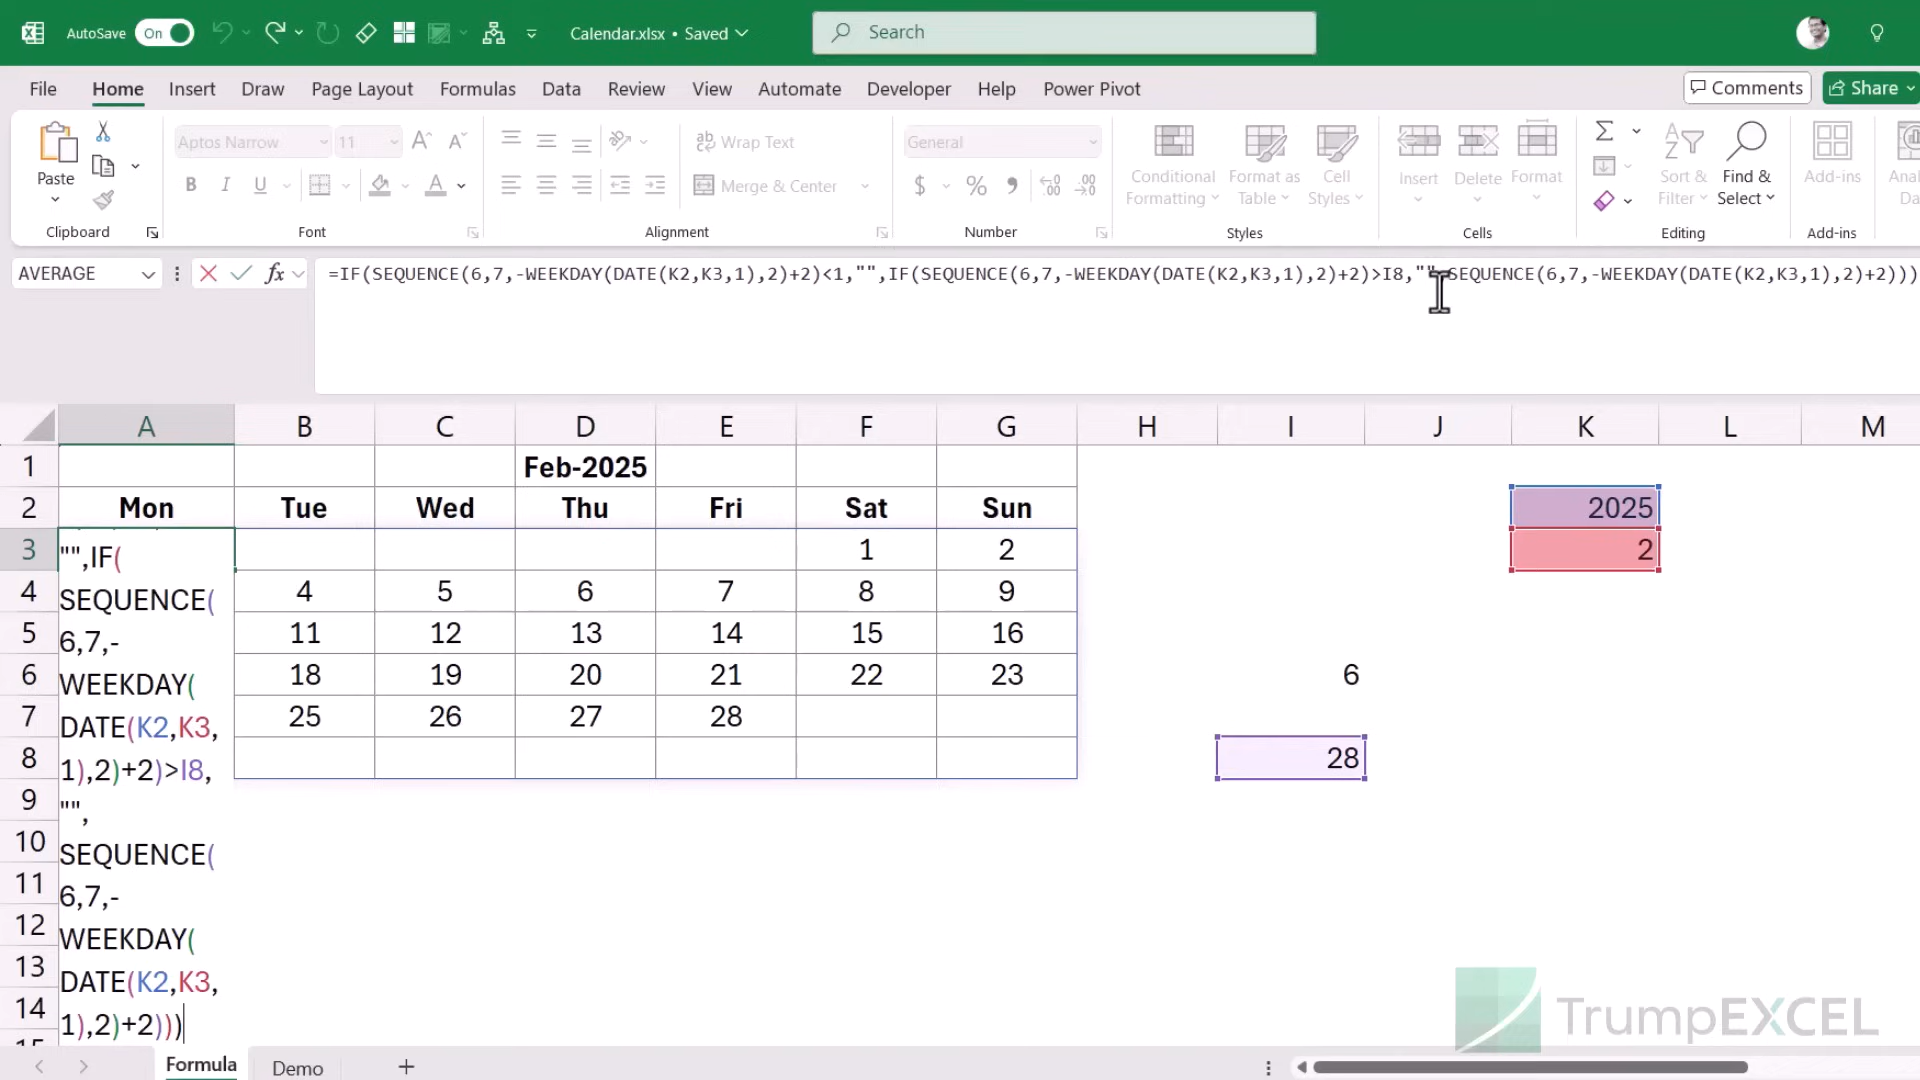 AutoSave On Calendar.xlsx • Saved Search
File Home Insert Draw Page Layout Formulas Data Review View Automate Developer Help Power Pivot Comments Share
Paste Aptos Narrow 11 A A ab Wrap Text General Conditional Formatting Format as Table Cell Styles Insert Delete Format Sort & Filter Find & Select Add-ins
B I U A Merge & Center $ % 9
Clipboard Font Alignment Number Styles Cells Editing Add-ins
AVERAGE fx =IF(SEQUENCE(6,7,-WEEKDAY(DATE(K2,K3,1),2)+2)<1,"",IF(SEQUENCE(6,7,-WEEKDAY(DATE(K2,K3,1),2)+2)>I8,"",SEQUENCE(6,7,-WEEKDAY(DATE(K2,K3,1),2)+2)))
A B C D E F G H I J K L M
1 Feb-2025
2 Mon Tue Wed Thu Fri Sat Sun 2025
3 "",IF( 1 2 2
4 SEQUENCE( 4 5 6 7 8 9
5 6,7,- 11 12 13 14 15 16
6 WEEKDAY( 18 19 20 21 22 23 6
7 DATE(K2,K3, 25 26 27 28
8 1),2)+2)>I8, 28
9 "",
10 SEQUENCE(
11 6,7,-
12 WEEKDAY(
13 DATE(K2,K3,
14 1),2)+2)))
TrumpEXCEL
Formula Demo +